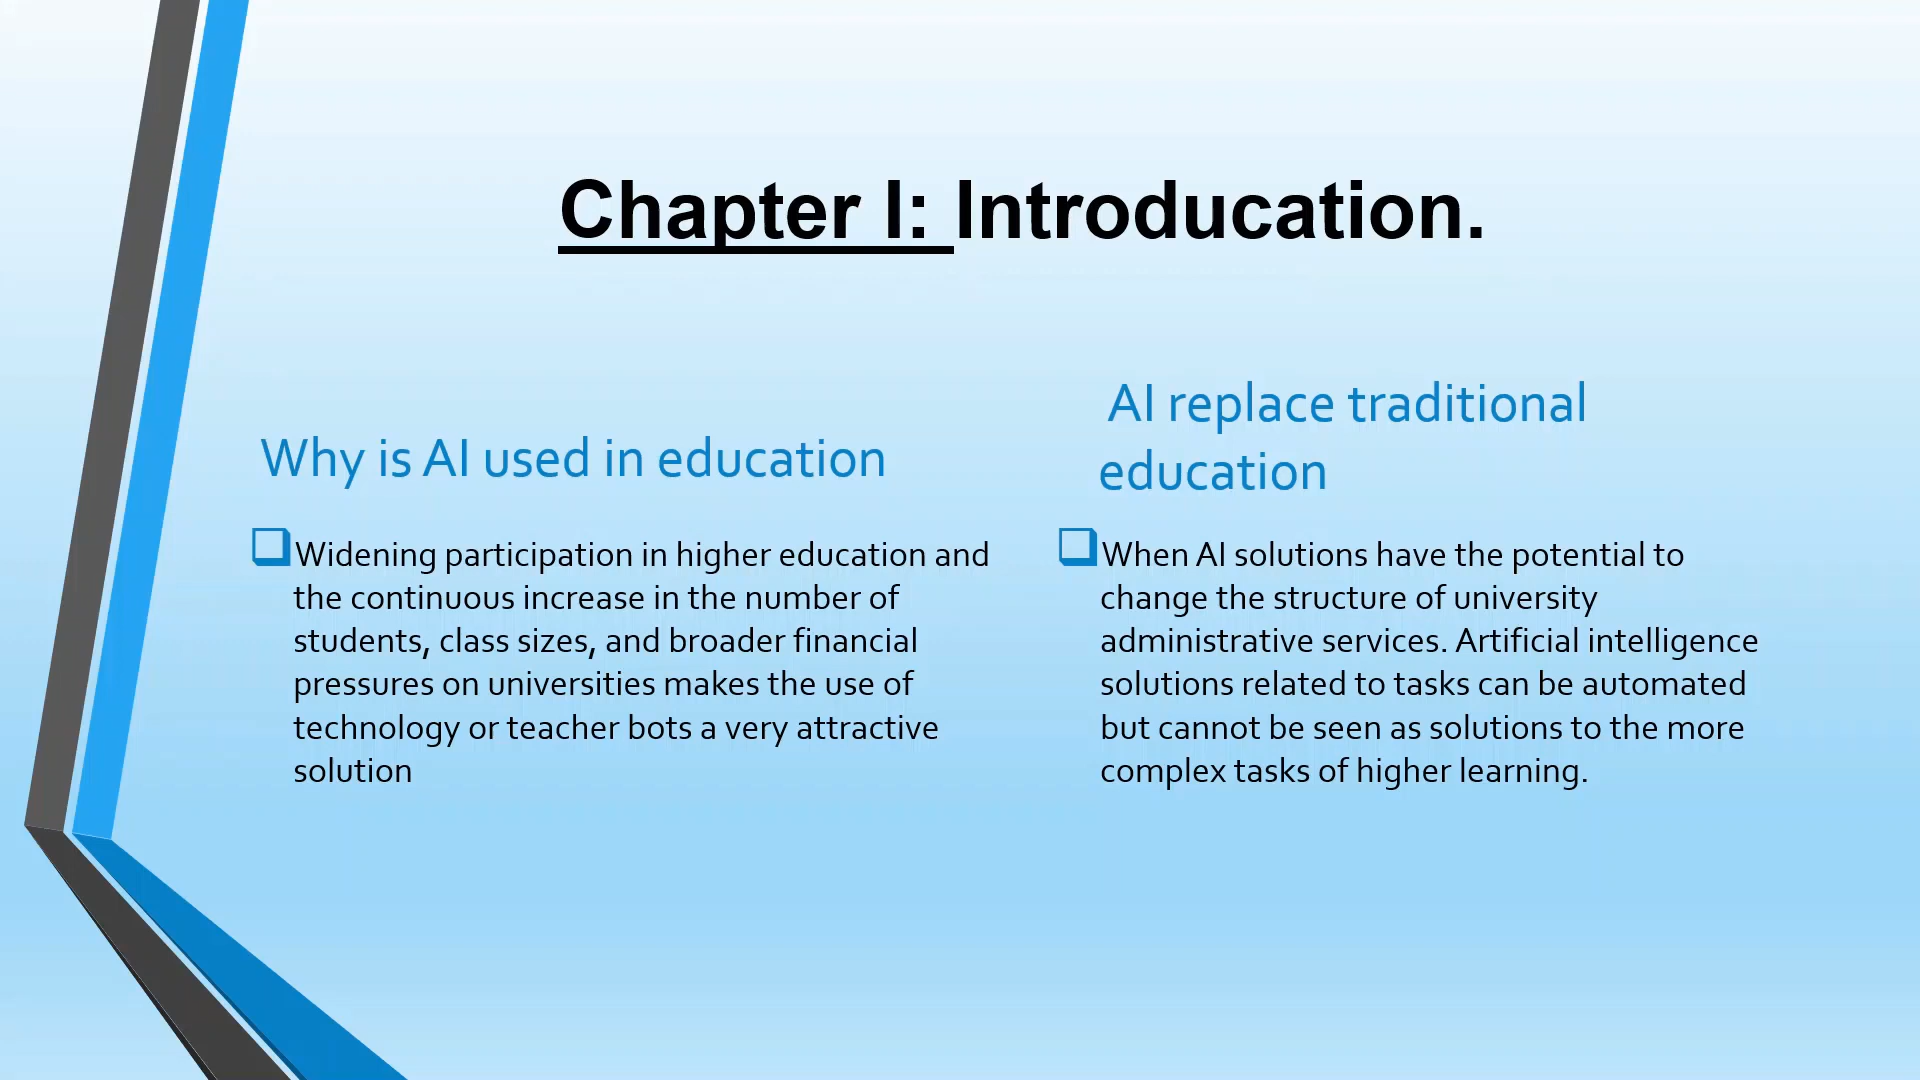 Chapter I: Introducation.
Why is AI used in education
Widening participation in higher education and
the continuous increase in the number of
students, class sizes, and broader financial
pressures on universities makes the use of
technology or teacher bots a very attractive
solution
AI replace traditional
education
When AI solutions have the potential to
change the structure of university
administrative services. Artificial intelligence
solutions related to tasks can be automated
but cannot be seen as solutions to the more
complex tasks of higher learning.